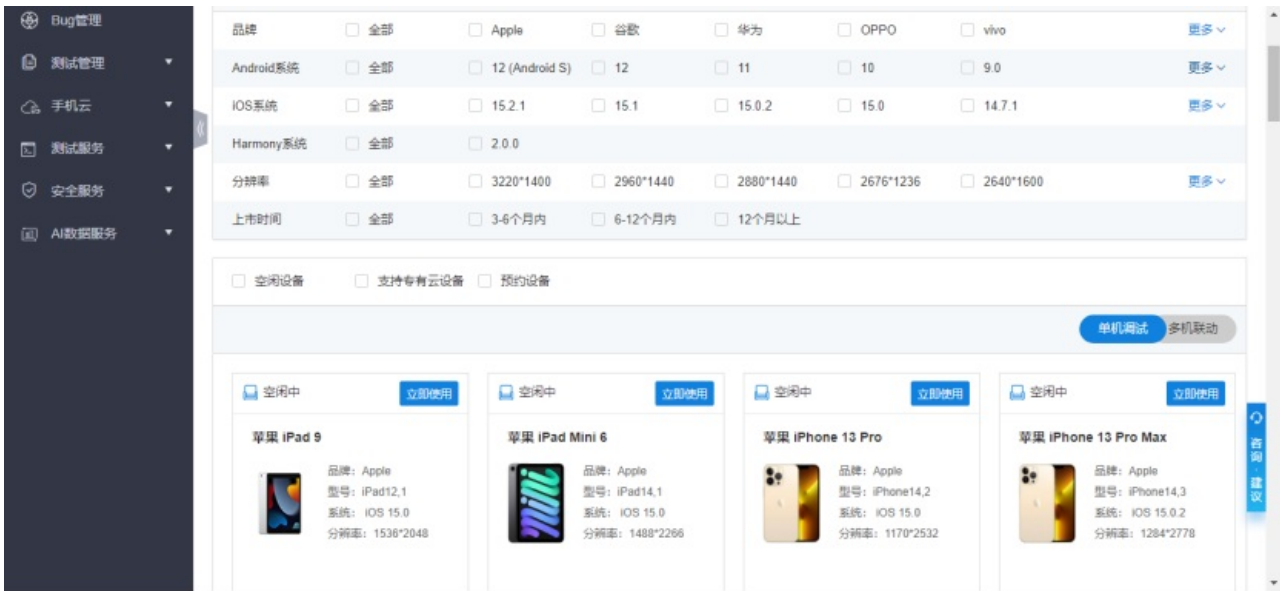 Bug管理
测试管理
手机云
测试服务
安全服务
AI数据服务
品牌 全部 Apple 谷歌 华为 OPPO vivo 更多
Android系统 全部 12 (Android S) 12 11 10 9.0 更多
iOS系统 全部 15.2.1 15.1 15.0.2 15.0 14.7.1 更多
Harmony系统 全部 2.0.0
分辨率 全部 3220*1400 2960*1440 2880*1440 2676*1236 2640*1600 更多
上市时间 全部 3-6个月内 6-12个月内 12个月以上
空闲设备 支持专有云设备 预约设备
单机调试 多机联动
空闲中 立即使用 空闲中 立即使用 空闲中 立即使用 空闲中 立即使用
苹果 iPad 9 苹果 iPad Mini 6 苹果 iPhone 13 Pro 苹果 iPhone 13 Pro Max
品牌：Apple 品牌：Apple 品牌：Apple 品牌：Apple
型号：iPad12,1 型号：iPad14,1 型号：iPhone14,2 型号：iPhone14,3
系统：iOS 15.0 系统：iOS 15.0 系统：iOS 15.0 系统：iOS 15.0.2
分辨率：1536*2048 分辨率：1488*2266 分辨率：1170*2532 分辨率：1284*2778
咨询·建议